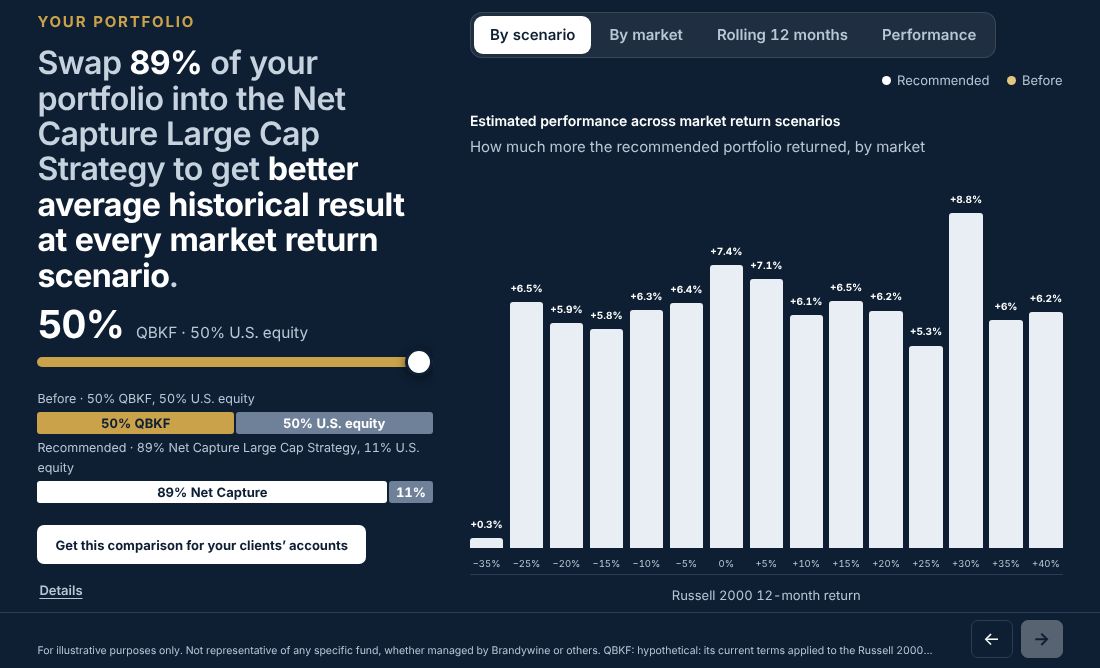 YOUR PORTFOLIO
Swap 89% of your
portfolio into the Net
Capture Large Cap
Strategy to get better
average historical result
at every market return
scenario.
50% QBKF · 50% U.S. equity
Before · 50% QBKF, 50% U.S. equity
50% QBKF 50% U.S. equity
Recommended · 89% Net Capture Large Cap Strategy, 11% U.S.
equity
89% Net Capture 11%
Get this comparison for your clients’ accounts
Details
By scenario By market Rolling 12 months Performance
Recommended Before
Estimated performance across market return scenarios
How much more the recommended portfolio returned, by market
+0.3% +6.5% +5.9% +5.8% +6.3% +6.4% +7.4% +7.1% +6.1% +6.5% +6.2% +5.3% +8.8% +6% +6.2%
−35% −25% −20% −15% −10% −5% 0% +5% +10% +15% +20% +25% +30% +35% +40%
Russell 2000 12-month return
For illustrative purposes only. Not representative of any specific fund, whether managed by Brandywine or others. QBKF: hypothetical: its current terms applied to the Russell 2000…
← →